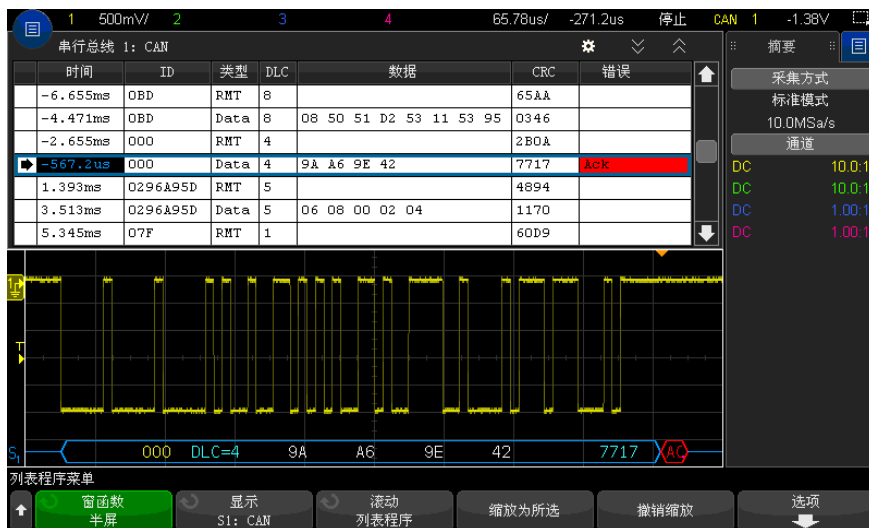 1 500mV/ 2 3 4 65.78us/ -271.2us 停止 CAN 1 -1.38V
串行总线 1: CAN
摘要
时间 ID 类型 DLC 数据 CRC 错误
-6.655ms 0BD RMT 8 65AA
-4.471ms 0BD Data 8 08 50 51 D2 53 11 53 95 0346
-2.655ms 000 RMT 4 2B0A
-567.2us 000 Data 4 9A A6 9E 42 7717 Ack
1.393ms 0296A95D RMT 5 4894
3.513ms 0296A95D Data 5 06 08 00 02 04 1170
5.345ms 07F RMT 1 60D9
采集方式
标准模式
10.0MSa/s
通道
DC 10.0:1
DC 10.0:1
DC 1.00:1
DC 1.00:1
1
T
S1 000 DLC=4 9A A6 9E 42 7717 AC
列表程序菜单
窗函数
半屏
显示
S1: CAN
滚动
列表程序
缩放为所选
撤销缩放
选项